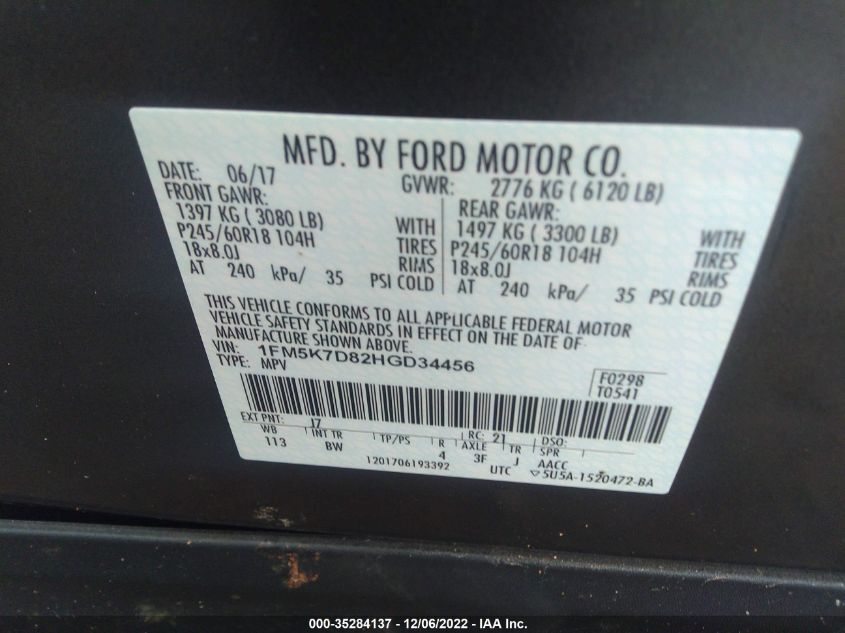 MFD. BY FORD MOTOR CO.
DATE: 06/17 GVWR: 2776 KG ( 6120 LB)
FRONT GAWR: REAR GAWR:
1397 KG ( 3080 LB) WITH 1497 KG ( 3300 LB) WITH
P245/60R18 104H TIRES P245/60R18 104H TIRES
18x8.0J RIMS 18x8.0J RIMS
AT 240 kPa/ 35 PSI COLD AT 240 kPa/ 35 PSI COLD
THIS VEHICLE CONFORMS TO ALL APPLICABLE FEDERAL MOTOR
VEHICLE SAFETY STANDARDS IN EFFECT ON THE DATE OF
MANUFACTURE SHOWN ABOVE.
VIN: 1FM5K7D82HGD34456
TYPE: MPV
F0298
T0541
EXT PNT: J7 RC: 21 DSO:
WB INT TR TP/PS R AXLE TR SPR
113 BW 4 3F J AACC
1201706193392 UTC ▽5U5A-1520472-BA
000-35284137 - 12/06/2022 - IAA Inc.